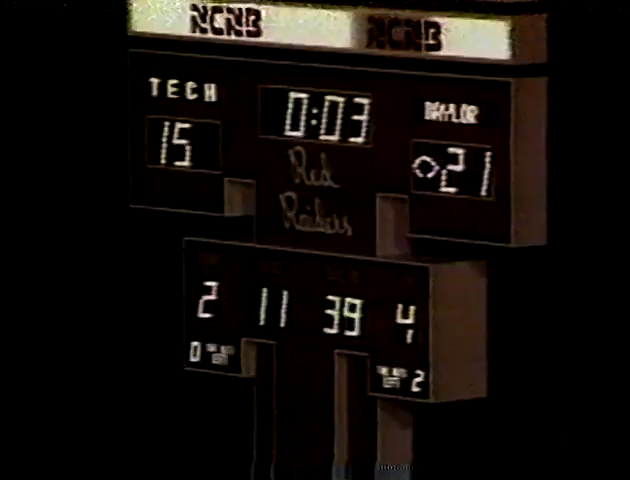 NCNB NCNB
TECH 0:03 BAYLOR
15 21
Red
Raiders
2 11 39 4
0 2